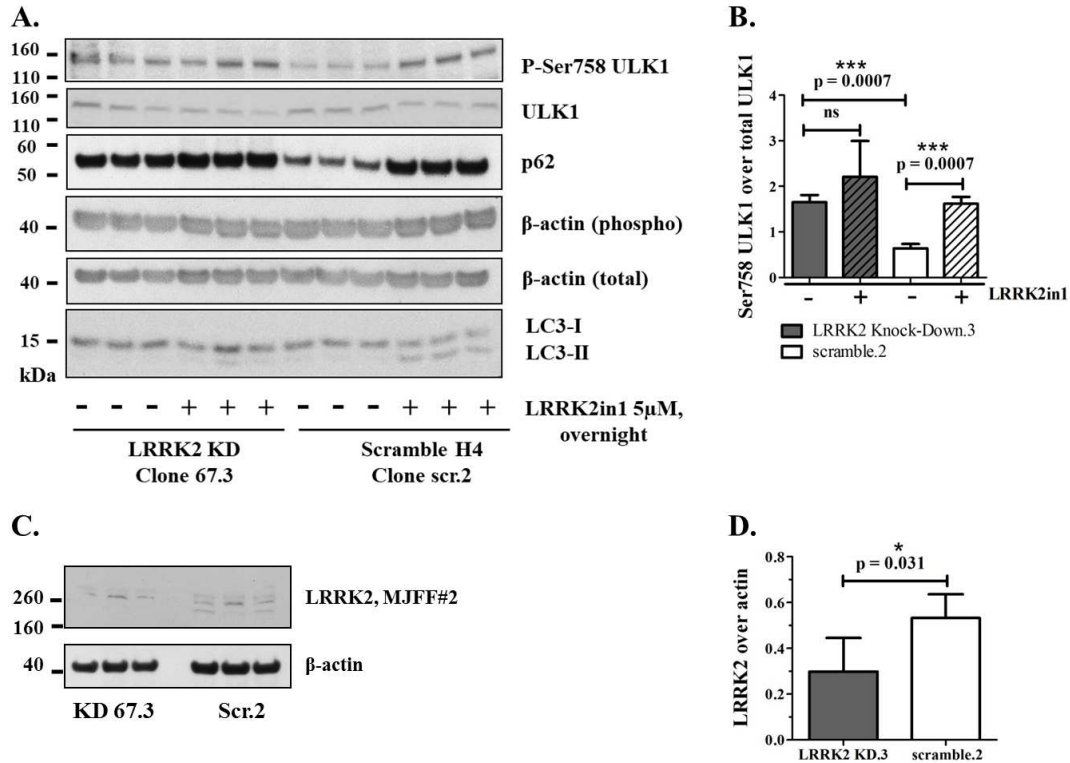 A.
160
110
P-Ser758 ULK1
160
110
ULK1
60
50
p62
40
β-actin (phospho)
40
β-actin (total)
15
kDa
LC3-I
LC3-II
- - - + + + - - - + + +
LRRK2in1 5µM,
overnight
LRRK2 KD
Clone 67.3
Scramble H4
Clone scr.2
B.
***
p = 0.0007
ns
***
p = 0.0007
Ser758 ULK1 over total ULK1
4
3
2
1
0
- + - + LRRK2in1
LRRK2 Knock-Down.3
scramble.2
C.
260
160
LRRK2, MJFF#2
40
β-actin
KD 67.3 Scr.2
D.
*
p = 0.031
LRRK2 over actin
0.8
0.6
0.4
0.2
0.0
LRRK2 KD.3 scramble.2